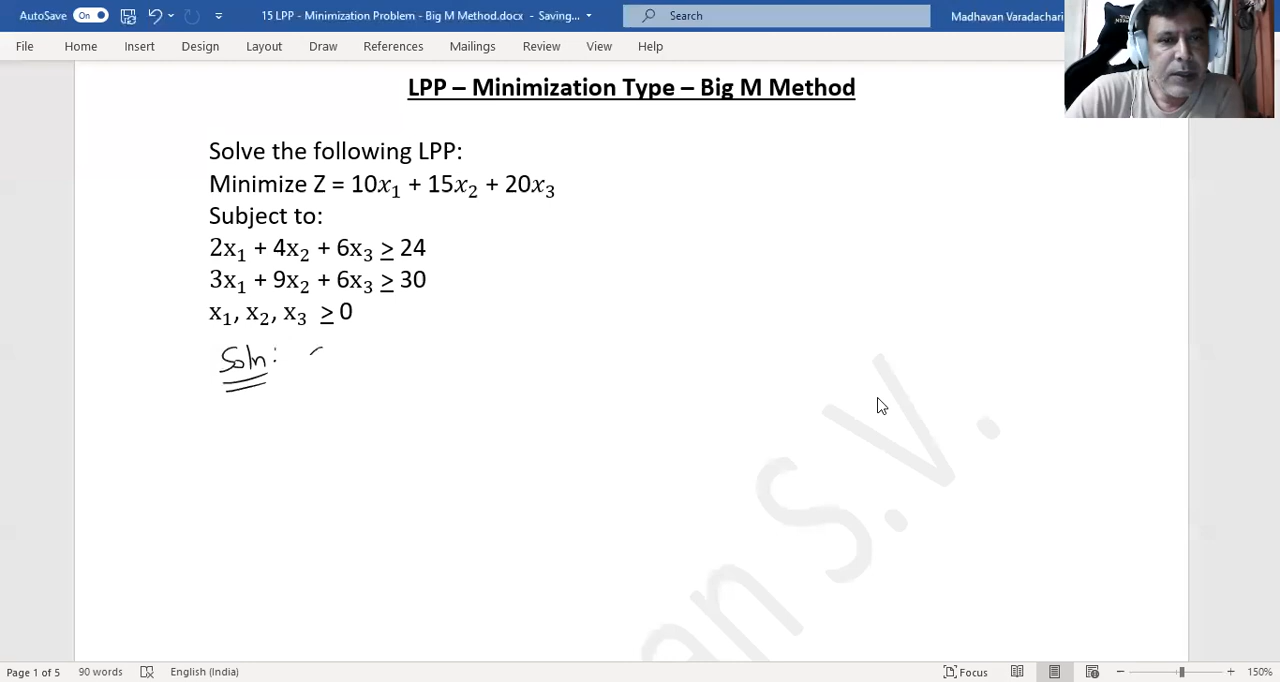 AutoSave On 15 LPP - Minimization Problem - Big M Method.docx - Saving... Search Madhavan Varadachari
File Home Insert Design Layout Draw References Mailings Review View Help
LPP – Minimization Type – Big M Method
Solve the following LPP:
Minimize Z = 10x₁ + 15x₂ + 20x₃
Subject to:
2x₁ + 4x₂ + 6x₃ ≥ 24
3x₁ + 9x₂ + 6x₃ ≥ 30
x₁, x₂, x₃ ≥ 0
Soln:
an S.V.
Page 1 of 5 90 words English (India) Focus 150%